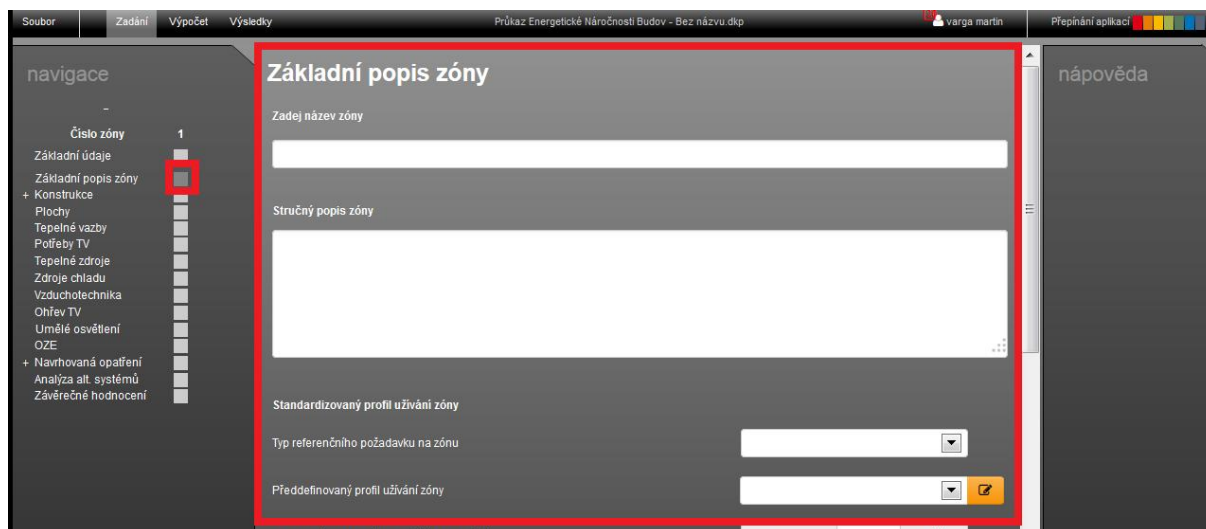 Soubor Zadání Výpočet Výsledky Průkaz Energetické Náročnosti Budov - Bez názvu.dkp varga martin Přepínání aplikací
navigace
–
Číslo zóny 1
Základní údaje
Základní popis zóny
+ Konstrukce
Plochy
Tepelné vazby
Potřeby TV
Tepelné zdroje
Zdroje chladu
Vzduchotechnika
Ohřev TV
Umělé osvětlení
OZE
+ Navrhovaná opatření
Analýza alt. systémů
Závěrečné hodnocení
Základní popis zóny
Zadej název zóny
Stručný popis zóny
Standardizovaný profil užívání zóny
Typ referenčního požadavku na zónu
Předdefinovaný profil užívání zóny
nápověda